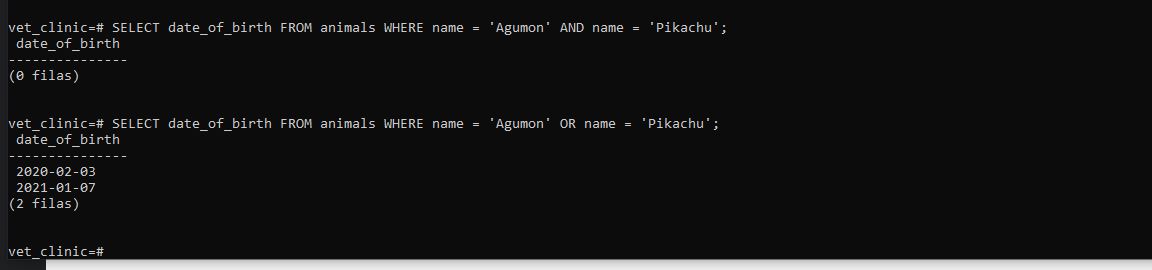 vet_clinic=# SELECT date_of_birth FROM animals WHERE name = 'Agumon' AND name = 'Pikachu';
 date_of_birth
---------------
(0 filas)
vet_clinic=# SELECT date_of_birth FROM animals WHERE name = 'Agumon' OR name = 'Pikachu';
 date_of_birth
---------------
 2020-02-03
 2021-01-07
(2 filas)
vet_clinic=#